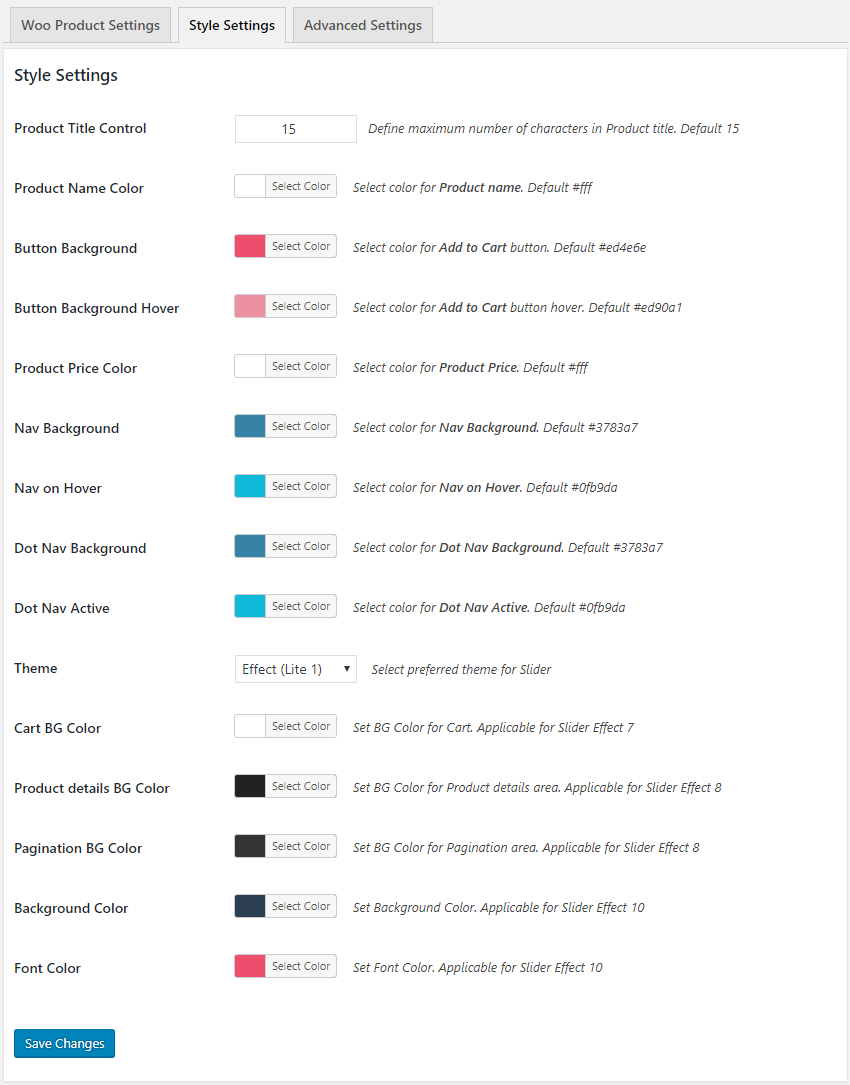 Woo Product Settings Style Settings Advanced Settings
Style Settings
Product Title Control 15 Define maximum number of characters in Product title. Default 15
Product Name Color Select Color Select color for Product name. Default #fff
Button Background Select Color Select color for Add to Cart button. Default #ed4e6e
Button Background Hover Select Color Select color for Add to Cart button hover. Default #ed90a1
Product Price Color Select Color Select color for Product Price. Default #fff
Nav Background Select Color Select color for Nav Background. Default #3783a7
Nav on Hover Select Color Select color for Nav on Hover. Default #0fb9da
Dot Nav Background Select Color Select color for Dot Nav Background. Default #3783a7
Dot Nav Active Select Color Select color for Dot Nav Active. Default #0fb9da
Theme Effect (Lite 1) Select preferred theme for Slider
Cart BG Color Select Color Set BG Color for Cart. Applicable for Slider Effect 7
Product details BG Color Select Color Set BG Color for Product details area. Applicable for Slider Effect 8
Pagination BG Color Select Color Set BG Color for Pagination area. Applicable for Slider Effect 8
Background Color Select Color Set Background Color. Applicable for Slider Effect 10
Font Color Select Color Set Font Color. Applicable for Slider Effect 10
Save Changes